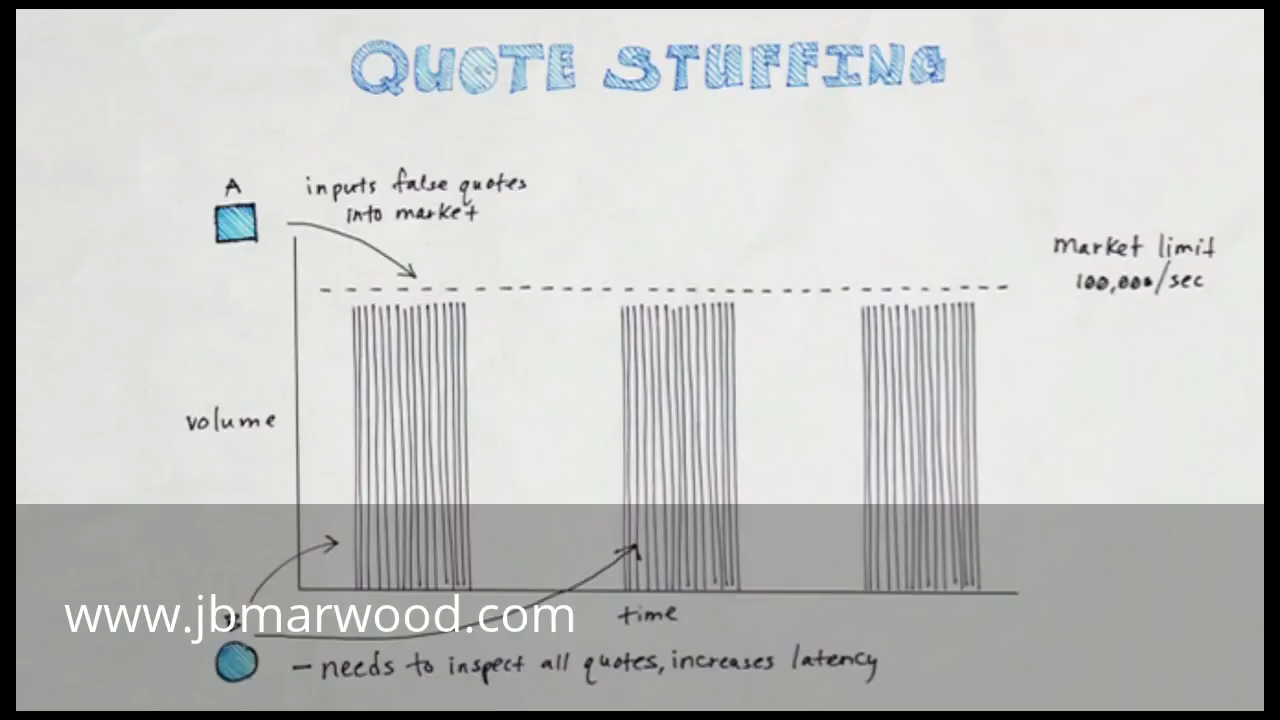 QUOTE STUFFING
A
inputs false quotes
into market
market limit
100,000/sec
volume
time
www.jbmarwood.com
– needs to inspect all quotes, increases latency